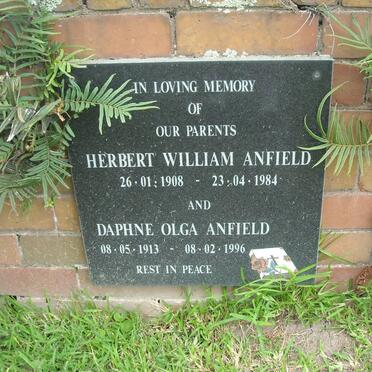 IN LOVING MEMORY
OF
OUR PARENTS
HERBERT WILLIAM ANFIELD
26·01·1908 - 23·04·1984
AND
DAPHNE OLGA ANFIELD
08·05·1913 - 08·02·1996
REST IN PEACE